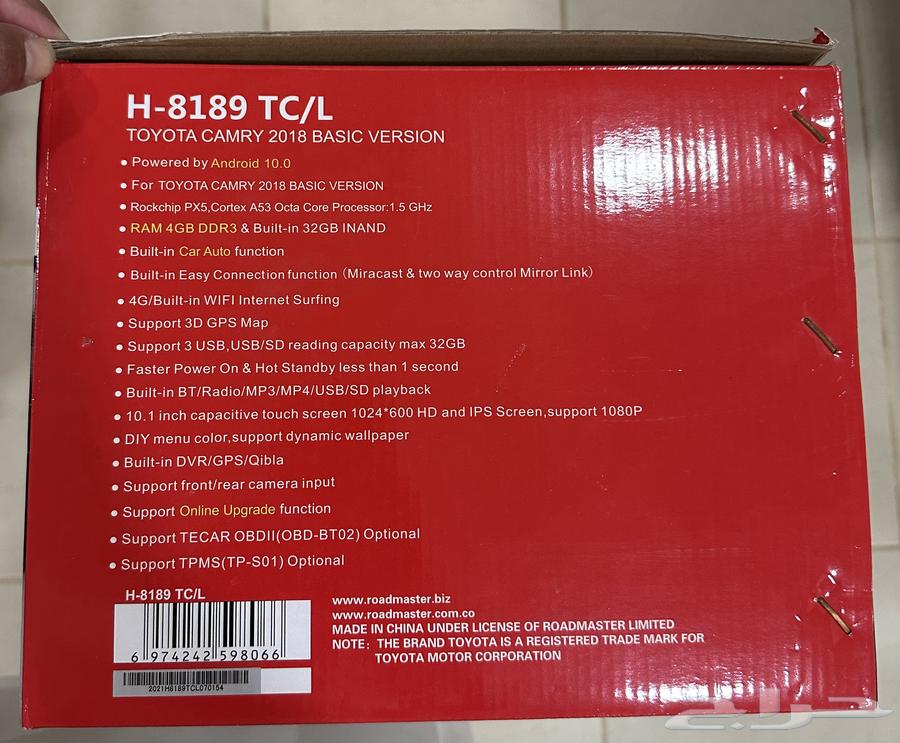 H-8189 TC/L
TOYOTA CAMRY 2018 BASIC VERSION
• Powered by Android 10.0
• For TOYOTA CAMRY 2018 BASIC VERSION
• Rockchip PX5,Cortex A53 Octa Core Processor:1.5 GHz
• RAM 4GB DDR3 & Built-in 32GB INAND
• Built-in Car Auto function
• Built-in Easy Connection function (Miracast & two way control Mirror Link)
• 4G/Built-in WIFI Internet Surfing
• Support 3D GPS Map
• Support 3 USB,USB/SD reading capacity max 32GB
• Faster Power On & Hot Standby less than 1 second
• Built-in BT/Radio/MP3/MP4/USB/SD playback
• 10.1 inch capacitive touch screen 1024*600 HD and IPS Screen,support 1080P
• DIY menu color,support dynamic wallpaper
• Built-in DVR/GPS/Qibla
• Support front/rear camera input
• Support Online Upgrade function
• Support TECAR OBDII(OBD-BT02) Optional
• Support TPMS(TP-S01) Optional
H-8189 TC/L
6 974242 598066
2021H8189TCL070154
www.roadmaster.biz
www.roadmaster.com.co
MADE IN CHINA UNDER LICENSE OF ROADMASTER LIMITED
NOTE: THE BRAND TOYOTA IS A REGISTERED TRADE MARK FOR
TOYOTA MOTOR CORPORATION
حراج